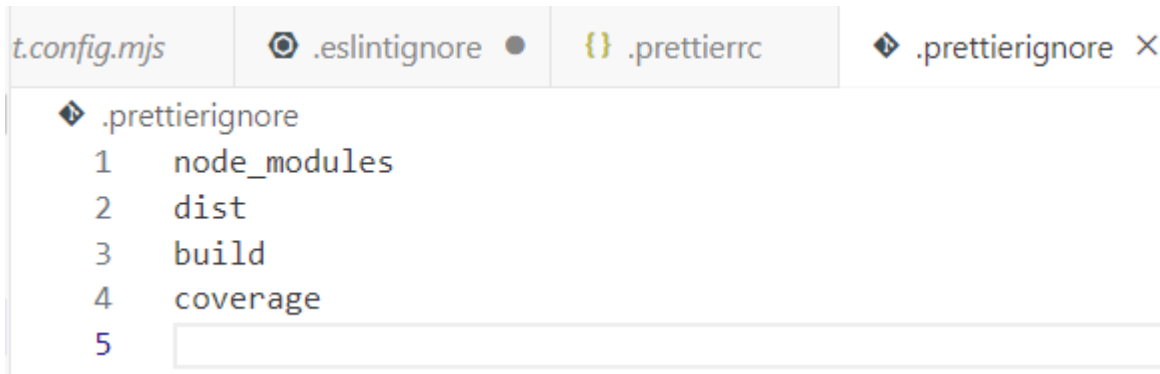 t.config.mjs .eslintignore .prettierrc .prettierignore
.prettierignore
1 node_modules
2 dist
3 build
4 coverage
5